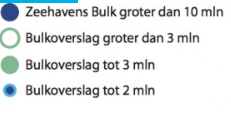 Zeehavens Bulk groter dan 10 mln
Bulkoverslag groter dan 3 mln
Bulkoverslag tot 3 mln
Bulkoverslag tot 2 mln